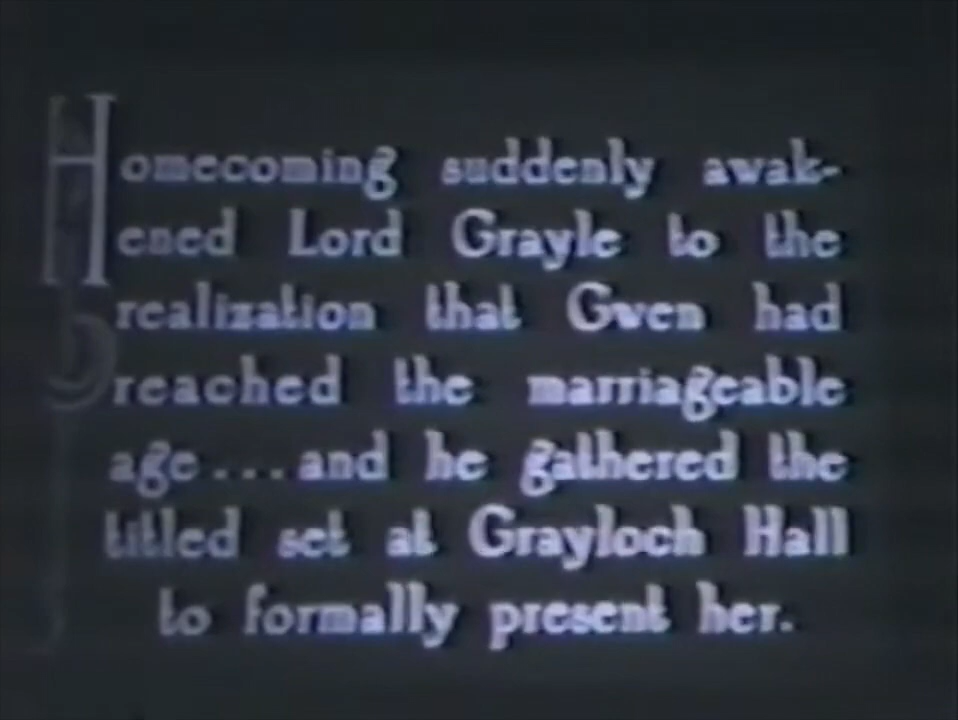 Homecoming suddenly awak-
ened Lord Grayle to the
realization that Gwen had
reached the marriageable
age...and he gathered the
titled set at Grayloch Hall
to formally present her.